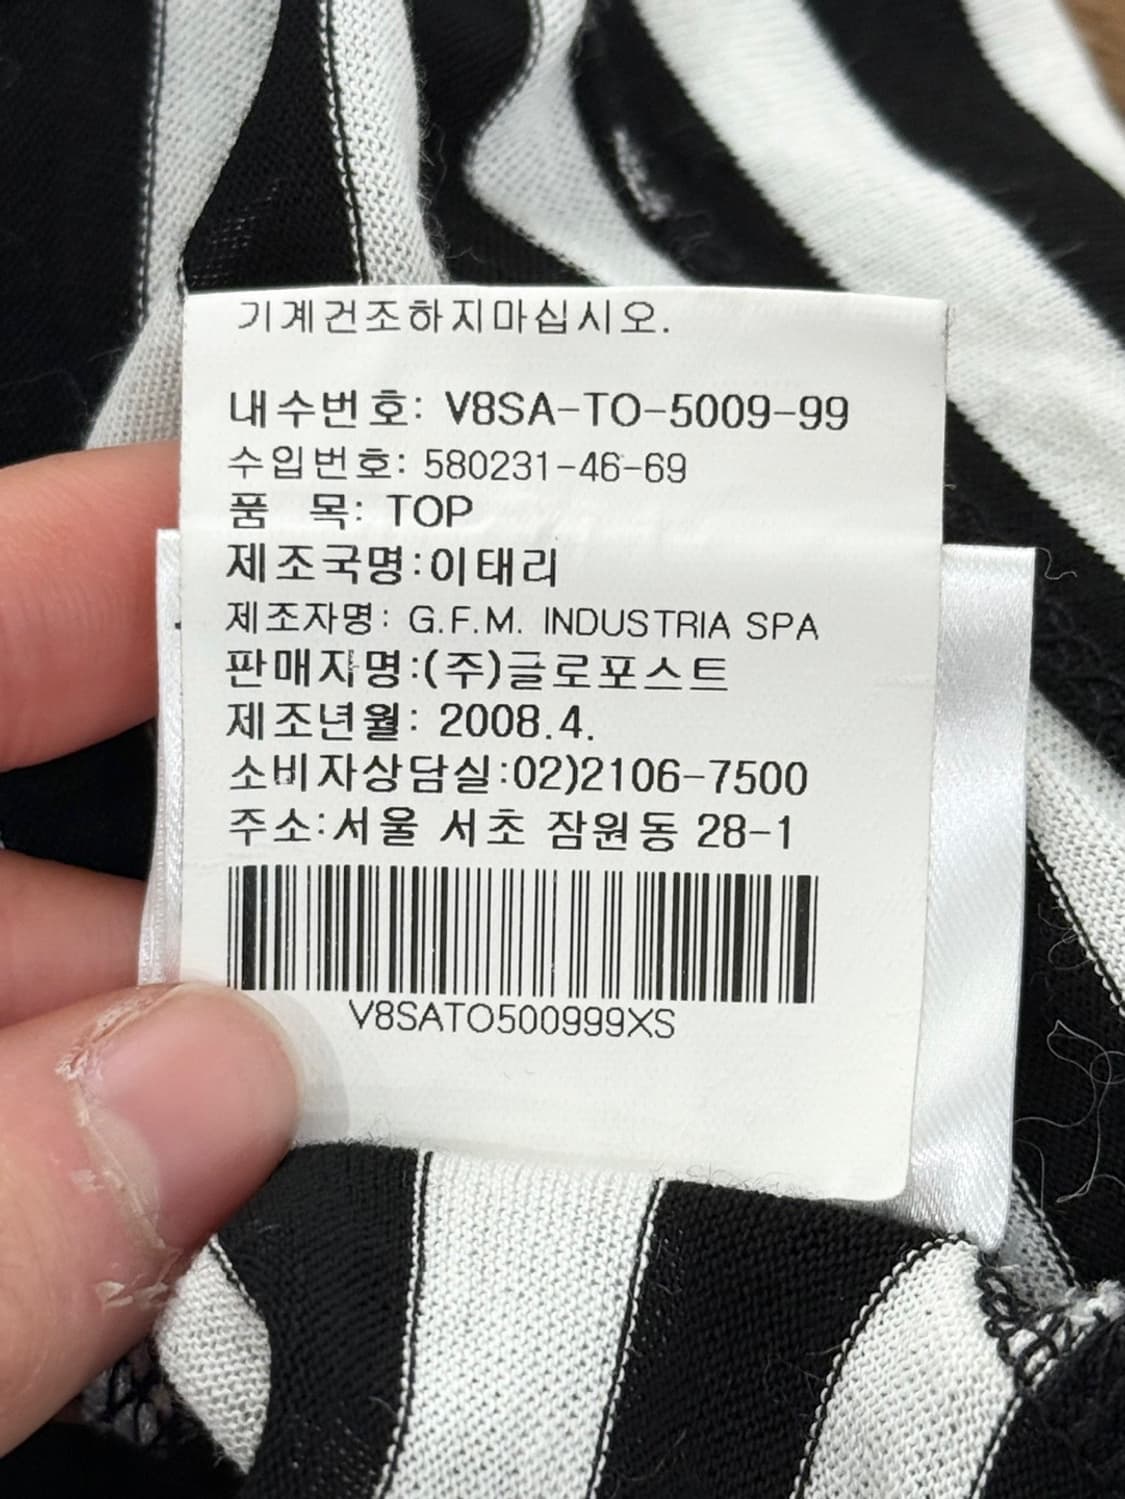 기계건조하지마십시오.
내수번호: V8SA-TO-5009-99
수입번호: 580231-46-69
품 목: TOP
제조국명:이태리
제조자명: G.F.M. INDUSTRIA SPA
판매자명:(주)글로포스트
제조년월: 2008.4.
소비자상담실:02)2106-7500
주소:서울 서초 잠원동 28-1
V8SATO500999XS